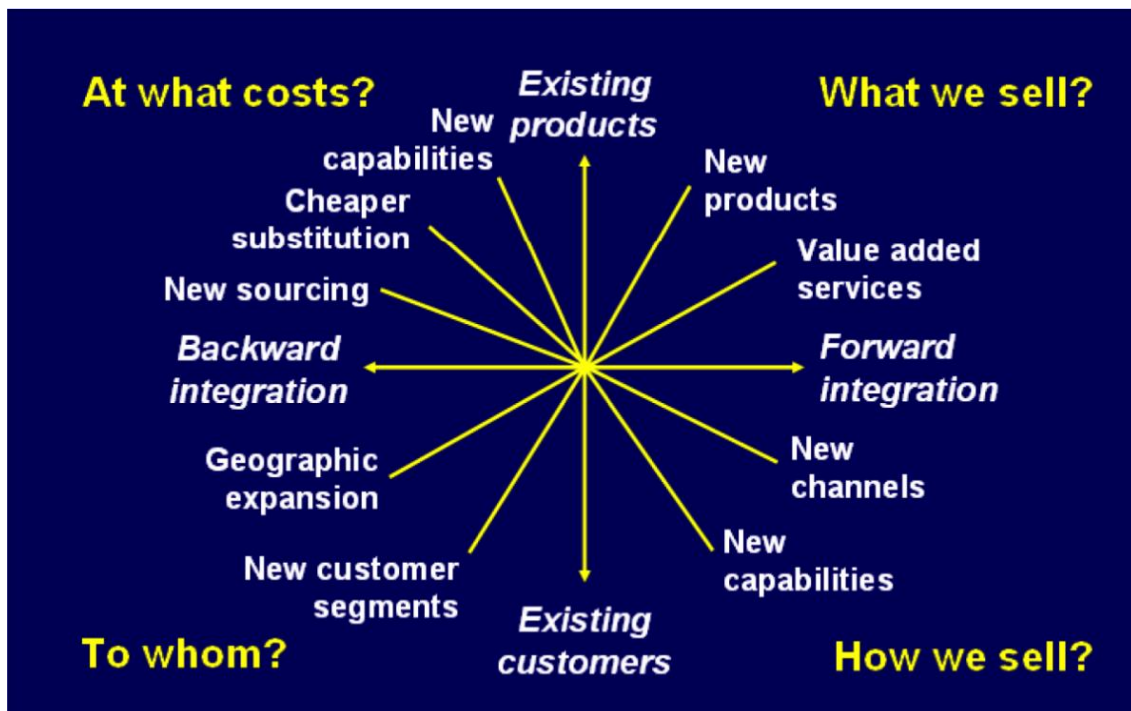 At what costs?
Existing
products
What we sell?
New
capabilities
New
products
Cheaper
substitution
Value added
services
New sourcing
Backward
integration
Forward
integration
Geographic
expansion
New
channels
New customer
segments
New
capabilities
Existing
customers
To whom?
How we sell?